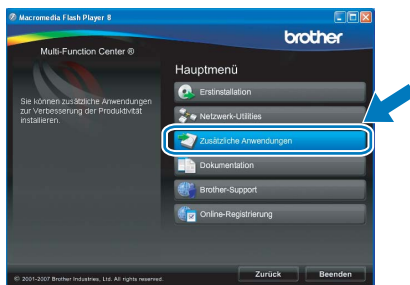 Macromedia Flash Player 8
brother
Multi-Function Center ®
Hauptmenü
Sie können zusätzliche Anwendungen
zur Verbesserung der Produktivität
installieren.
Erstinstallation
Netzwerk-Utilities
Zusätzliche Anwendungen
Dokumentation
Brother-Support
Online-Registrierung
© 2001-2007 Brother Industries, Ltd. All rights reserved.
Zurück
Beenden